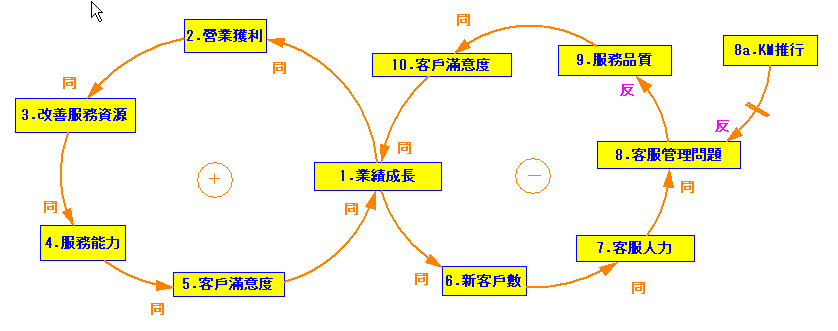 同
2.營業獲利
8a.KM推行
同
同
10.客戶滿意度
9.服務品質
同
反
3.改善服務資源
反
同
8.客服管理問題
+
−
1.業績成長
同
同
同
4.服務能力
7.客服人力
5.客戶滿意度
同
6.新客戶數
同
同